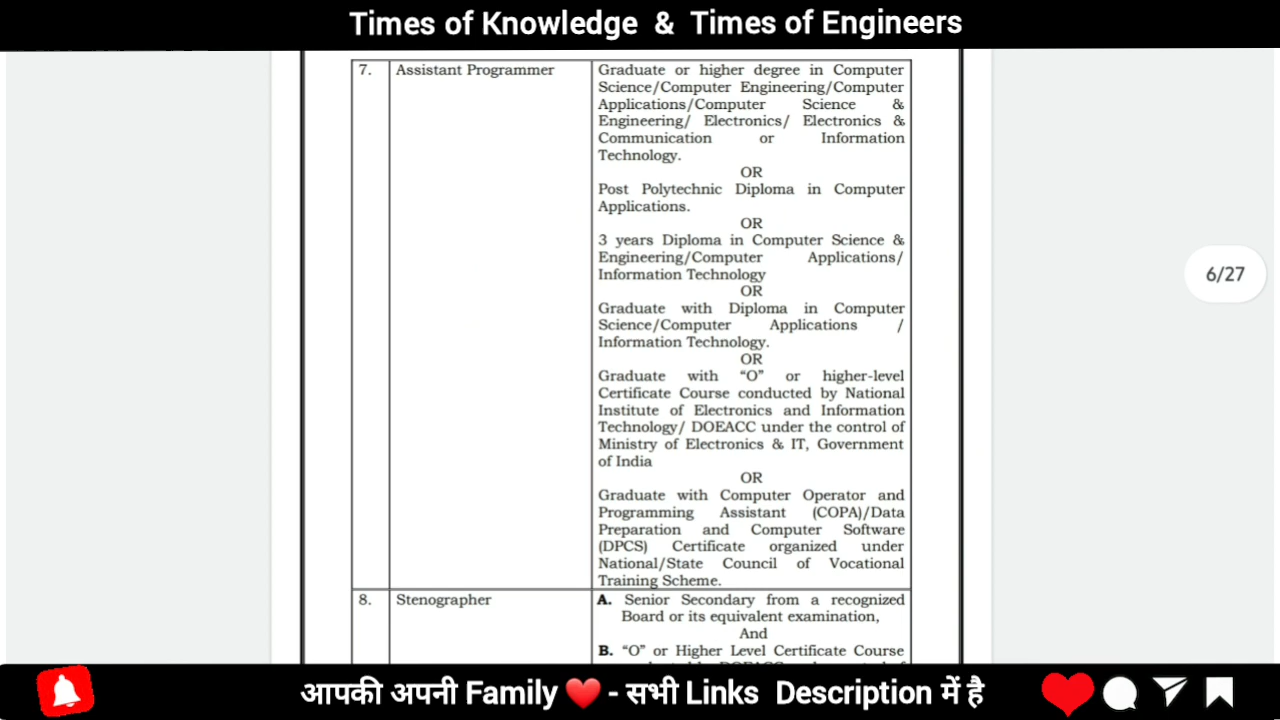 Times of Knowledge & Times of Engineers
7. Assistant Programmer Graduate or higher degree in Computer
Science/Computer Engineering/Computer
Applications/Computer Science &
Engineering/ Electronics/ Electronics &
Communication or Information
Technology.
OR
Post Polytechnic Diploma in Computer
Applications.
OR
3 years Diploma in Computer Science &
Engineering/Computer Applications/
Information Technology
OR
Graduate with Diploma in Computer
Science/Computer Applications /
Information Technology.
OR
Graduate with “O” or higher-level
Certificate Course conducted by National
Institute of Electronics and Information
Technology/ DOEACC under the control of
Ministry of Electronics & IT, Government
of India
OR
Graduate with Computer Operator and
Programming Assistant (COPA)/Data
Preparation and Computer Software
(DPCS) Certificate organized under
National/State Council of Vocational
Training Scheme.
8. Stenographer A. Senior Secondary from a recognized
Board or its equivalent examination,
And
B. “O” or Higher Level Certificate Course
6/27
आपकी अपनी Family ❤️ - सभी Links Description में है